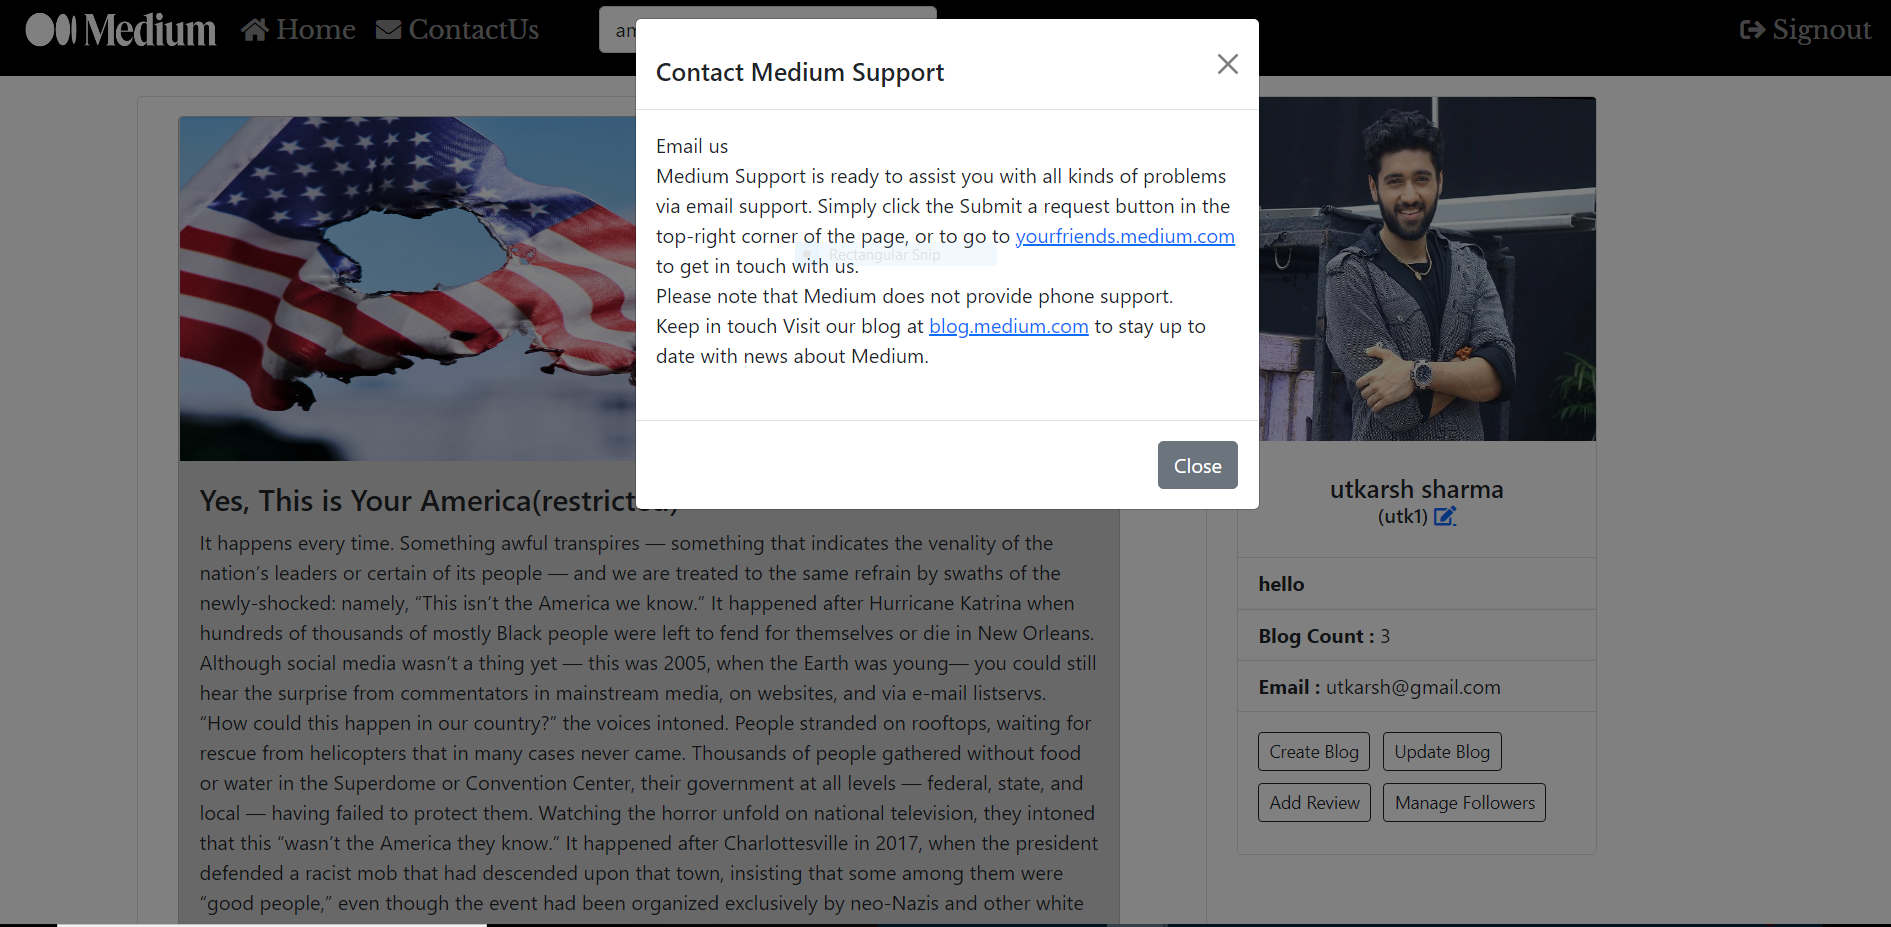 Medium Home ContactUs Signout
Contact Medium Support
Email us
Medium Support is ready to assist you with all kinds of problems
via email support. Simply click the Submit a request button in the
top-right corner of the page, or to go to yourfriends.medium.com
to get in touch with us.
Rectangular Snip
Please note that Medium does not provide phone support.
Keep in touch Visit our blog at blog.medium.com to stay up to
date with news about Medium.
Close
Yes, This is Your America(restricted)
It happens every time. Something awful transpires — something that indicates the venality of the
nation’s leaders or certain of its people — and we are treated to the same refrain by swaths of the
newly-shocked: namely, “This isn’t the America we know.” It happened after Hurricane Katrina when
hundreds of thousands of mostly Black people were left to fend for themselves or die in New Orleans.
Although social media wasn’t a thing yet — this was 2005, when the Earth was young— you could still
hear the surprise from commentators in mainstream media, on websites, and via e-mail listservs.
“How could this happen in our country?” the voices intoned. People stranded on rooftops, waiting for
rescue from helicopters that in many cases never came. Thousands of people gathered without food
or water in the Superdome or Convention Center, their government at all levels — federal, state, and
local — having failed to protect them. Watching the horror unfold on national television, they intoned
that this “wasn’t the America they know.” It happened after Charlottesville in 2017, when the president
defended a racist mob that had descended upon that town, insisting that some among them were
“good people,” even though the event had been organized exclusively by neo-Nazis and other white
utkarsh sharma
(utk1)
hello
Blog Count : 3
Email : utkarsh@gmail.com
Create Blog Update Blog
Add Review Manage Followers